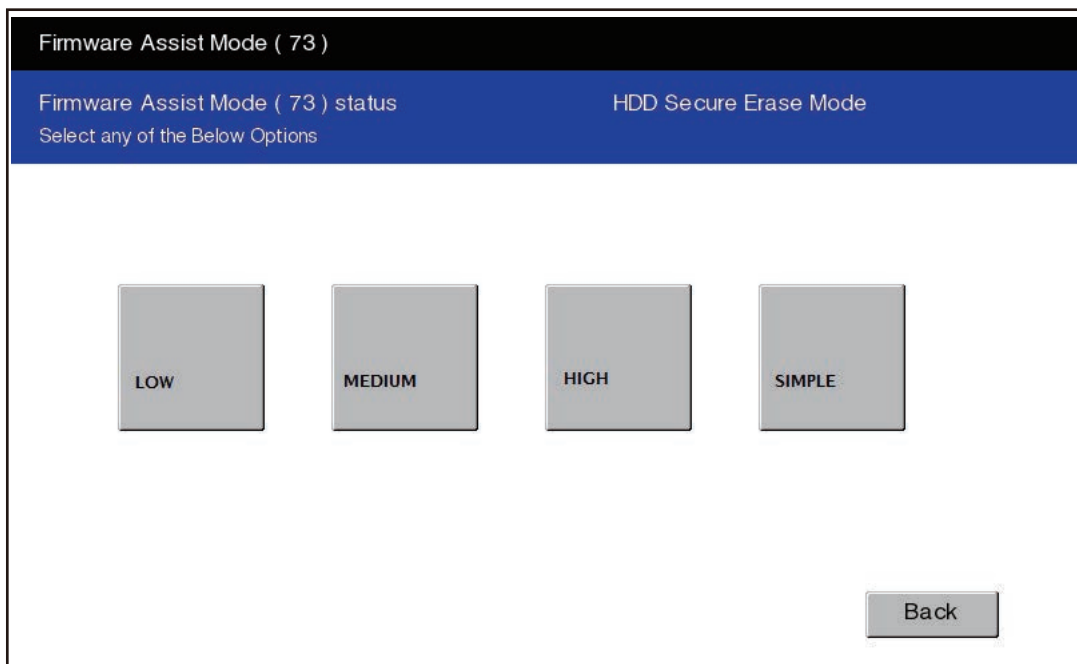 Firmware Assist Mode ( 73 )
Firmware Assist Mode ( 73 ) status
HDD Secure Erase Mode
Select any of the Below Options
LOW
MEDIUM
HIGH
SIMPLE
Back